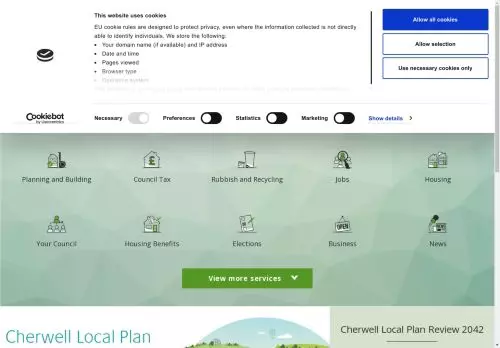 This website uses cookies
EU cookie rules are designed to protect privacy, even where the information collected is not directly
able to identify individuals. We store the following:
• Your domain name (if available) and IP address
• Date and time
• Pages viewed
• Browser type
• Operating system
Allow all cookies
Allow selection
Use necessary cookies only
Cookiebot
by Usercentrics
Necessary
Preferences
Statistics
Marketing
Show details
Planning and Building
Council Tax
Rubbish and Recycling
Jobs
Housing
Your Council
Housing Benefits
Elections
OPEN
Business
News
View more services
Cherwell Local Plan
Cherwell Local Plan Review 2042